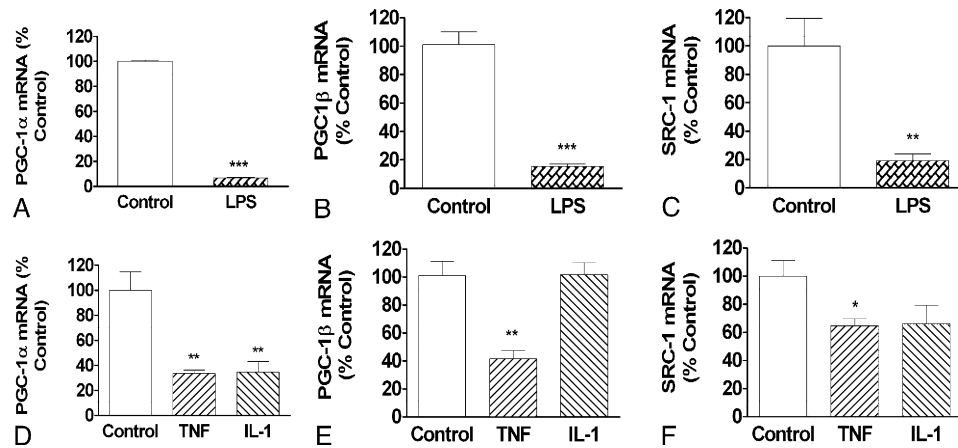 PGC-1α mRNA (%
Control)
120
100
80
60
40
20
0
***
Control LPS
A
PGC1β mRNA
(% Control)
120
100
80
60
40
20
0
***
Control LPS
B
SRC-1 mRNA
(% Control)
120
100
80
60
40
20
0
**
Control LPS
C
PGC-1α mRNA (%
Control)
120
100
80
60
40
20
0
** **
Control TNF IL-1
D
PGC-1β mRNA
(% Control)
120
100
80
60
40
20
0
**
Control TNF IL-1
E
SRC-1 mRNA
(% Control)
120
100
80
60
40
20
0
*
Control TNF IL-1
F